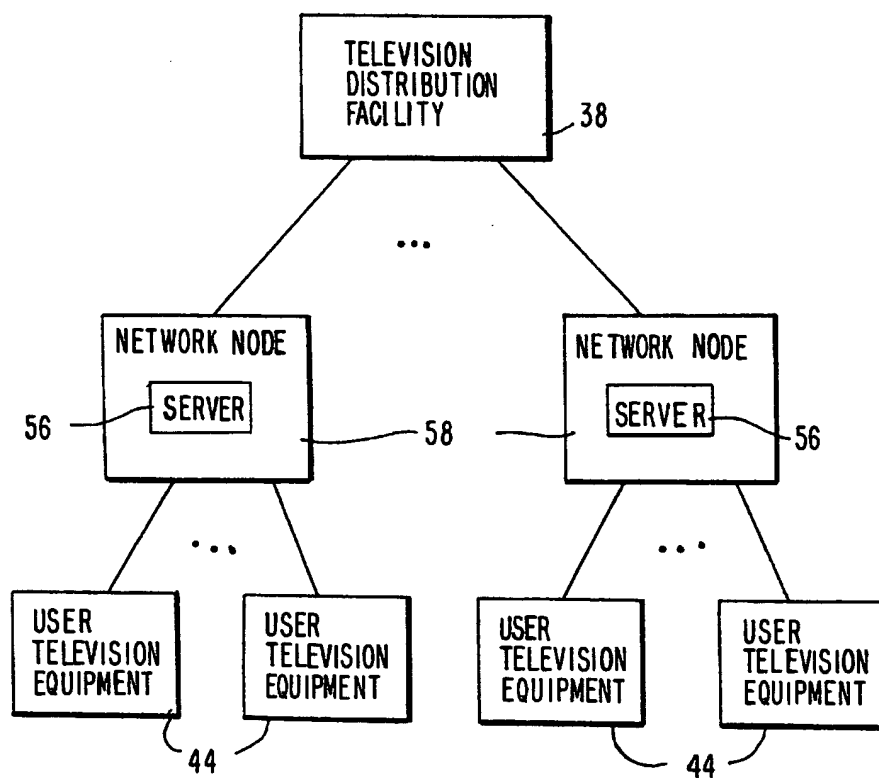 TELEVISION
DISTRIBUTION
FACILITY
38
...
NETWORK NODE
SERVER
56
58
NETWORK NODE
SERVER
56
...
...
USER
TELEVISION
EQUIPMENT
USER
TELEVISION
EQUIPMENT
44
USER
TELEVISION
EQUIPMENT
USER
TELEVISION
EQUIPMENT
44